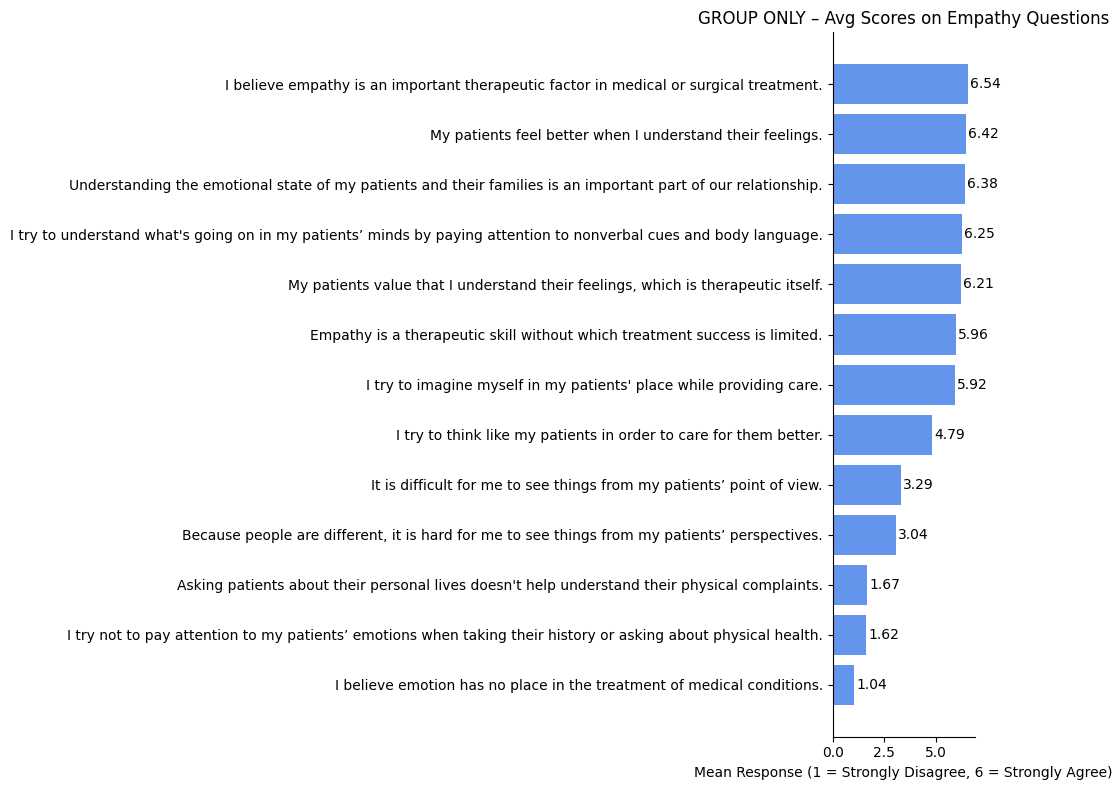 GROUP ONLY – Avg Scores on Empathy Questions
I believe empathy is an important therapeutic factor in medical or surgical treatment. 6.54
My patients feel better when I understand their feelings. 6.42
Understanding the emotional state of my patients and their families is an important part of our relationship. 6.38
I try to understand what's going on in my patients’ minds by paying attention to nonverbal cues and body language. 6.25
My patients value that I understand their feelings, which is therapeutic itself. 6.21
Empathy is a therapeutic skill without which treatment success is limited. 5.96
I try to imagine myself in my patients' place while providing care. 5.92
I try to think like my patients in order to care for them better. 4.79
It is difficult for me to see things from my patients’ point of view. 3.29
Because people are different, it is hard for me to see things from my patients’ perspectives. 3.04
Asking patients about their personal lives doesn't help understand their physical complaints. 1.67
I try not to pay attention to my patients’ emotions when taking their history or asking about physical health. 1.62
I believe emotion has no place in the treatment of medical conditions. 1.04
0.0 2.5 5.0
Mean Response (1 = Strongly Disagree, 6 = Strongly Agree)